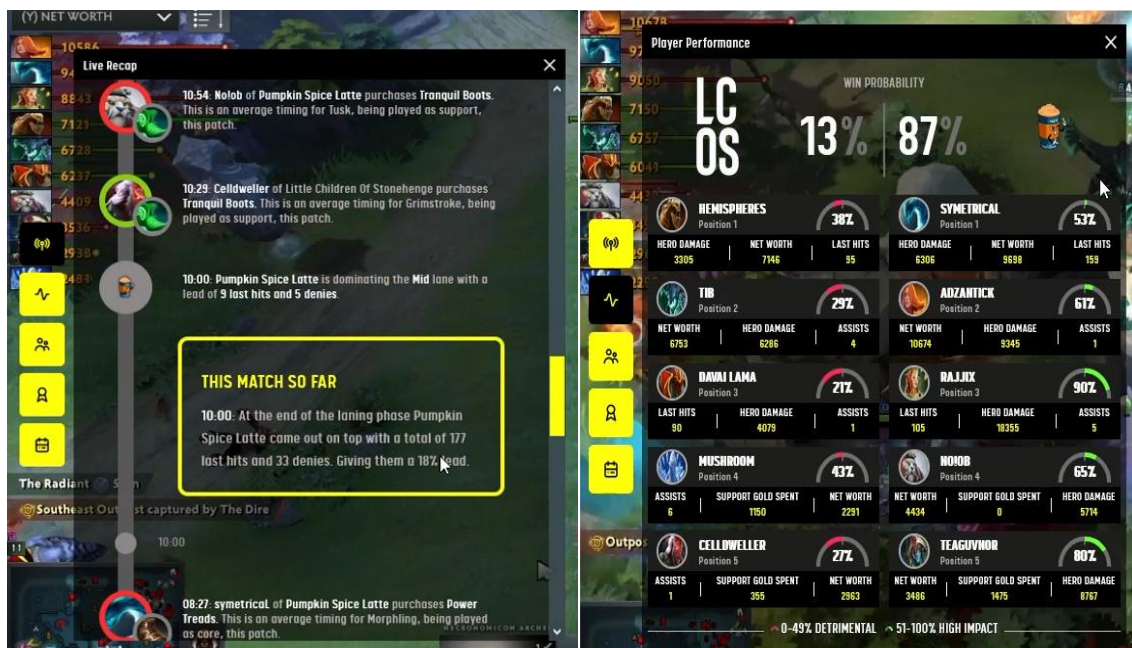 (Y) NET WORTH
10586
8843
7121
6728
6237
4409
Live Recap
10:54: No!ob of Pumpkin Spice Latte purchases Tranquil Boots.
This is an average timing for Tusk, being played as support,
this patch.
10:29: Celldweller of Little Children Of Stonehenge purchases
Tranquil Boots. This is an average timing for Grimstroke, being
played as support, this patch.
10:00: Pumpkin Spice Latte is dominating the Mid lane with a
lead of 9 last hits and 5 denies.
THIS MATCH SO FAR
10:00: At the end of the laning phase Pumpkin
Spice Latte came out on top with a total of 177
last hits and 33 denies. Giving them a 18% lead.
The Radiant
Southeast Outpost captured by The Dire
11
10:00
08:27: symetricaL of Pumpkin Spice Latte purchases Power
Treads. This is an average timing for Morphling, being played
as core, this patch.
10678
9050
7150
6757
6041
Player Performance
WIN PROBABILITY
LC
OS
13% 87%
HEMISPHERES
Position 1
38%
HERO DAMAGE NET WORTH LAST HITS
3305 7146 95
SYMETRICAL
Position 1
53%
HERO DAMAGE NET WORTH LAST HITS
6306 9698 159
TIB
Position 2
29%
NET WORTH HERO DAMAGE ASSISTS
6753 6286 4
ADZANTICK
Position 2
61%
NET WORTH HERO DAMAGE ASSISTS
10674 9345 1
DAVAI LAMA
Position 3
21%
LAST HITS HERO DAMAGE ASSISTS
90 4079 1
RAJJIX
Position 3
90%
LAST HITS HERO DAMAGE ASSISTS
105 18355 5
MUSHROOM
Position 4
43%
ASSISTS SUPPORT GOLD SPENT NET WORTH
6 1150 2291
NO!OB
Position 4
65%
NET WORTH SUPPORT GOLD SPENT HERO DAMAGE
4434 0 5714
CELLDWELLER
Position 5
27%
ASSISTS SUPPORT GOLD SPENT NET WORTH
1 355 2963
TEAGUVNOR
Position 5
80%
NET WORTH SUPPORT GOLD SPENT HERO DAMAGE
3486 1475 8767
Outpos
0-49% DETRIMENTAL 51-100% HIGH IMPACT